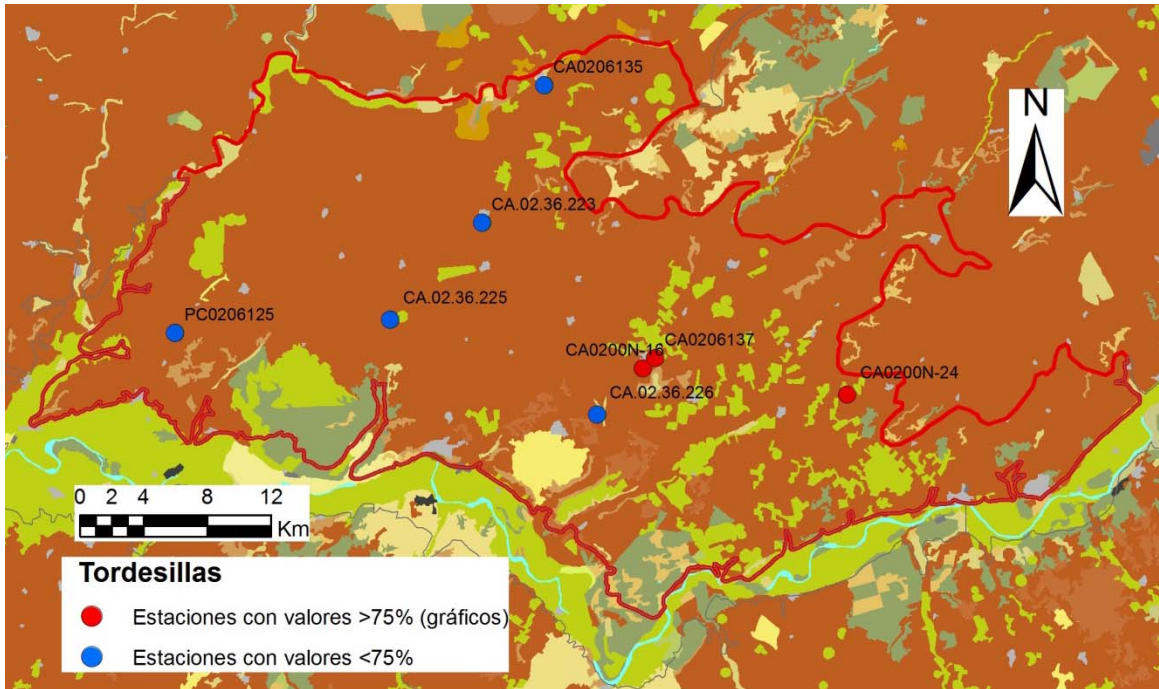 CA0206135
N
CA.02.36.223
CA.02.36.225
PC0206125
CA0206137
CA0200N-16
CA0200N-24
CA.02.36.226
0 2 4 8 12
Km
Tordesillas
Estaciones con valores >75% (gráficos)
Estaciones con valores <75%